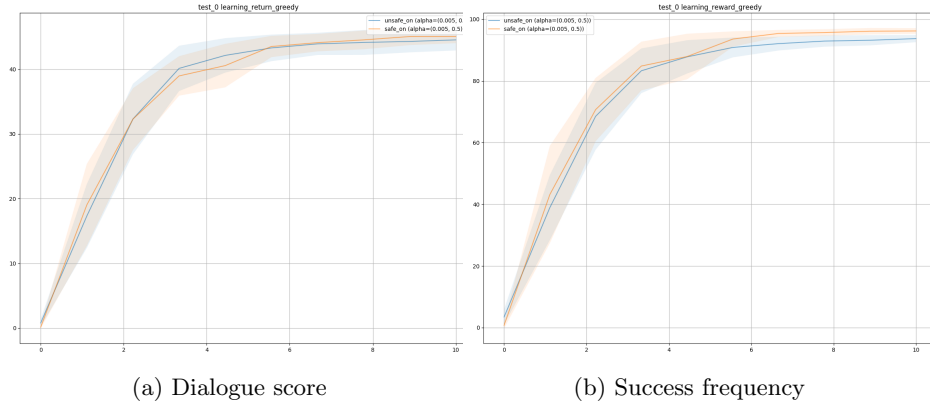 test_0 learning_return_greedy
unsafe_on (alpha=(0.005, 0.
safe_on (alpha=(0.005, 0.5)
40
30
20
10
0
0 2 4 6 8 10
(a) Dialogue score
test_0 learning_reward_greedy
unsafe_on (alpha=(0.005, 0.5))
safe_on (alpha=(0.005, 0.5))
100
80
60
40
20
0
0 2 4 6 8 10
(b) Success frequency